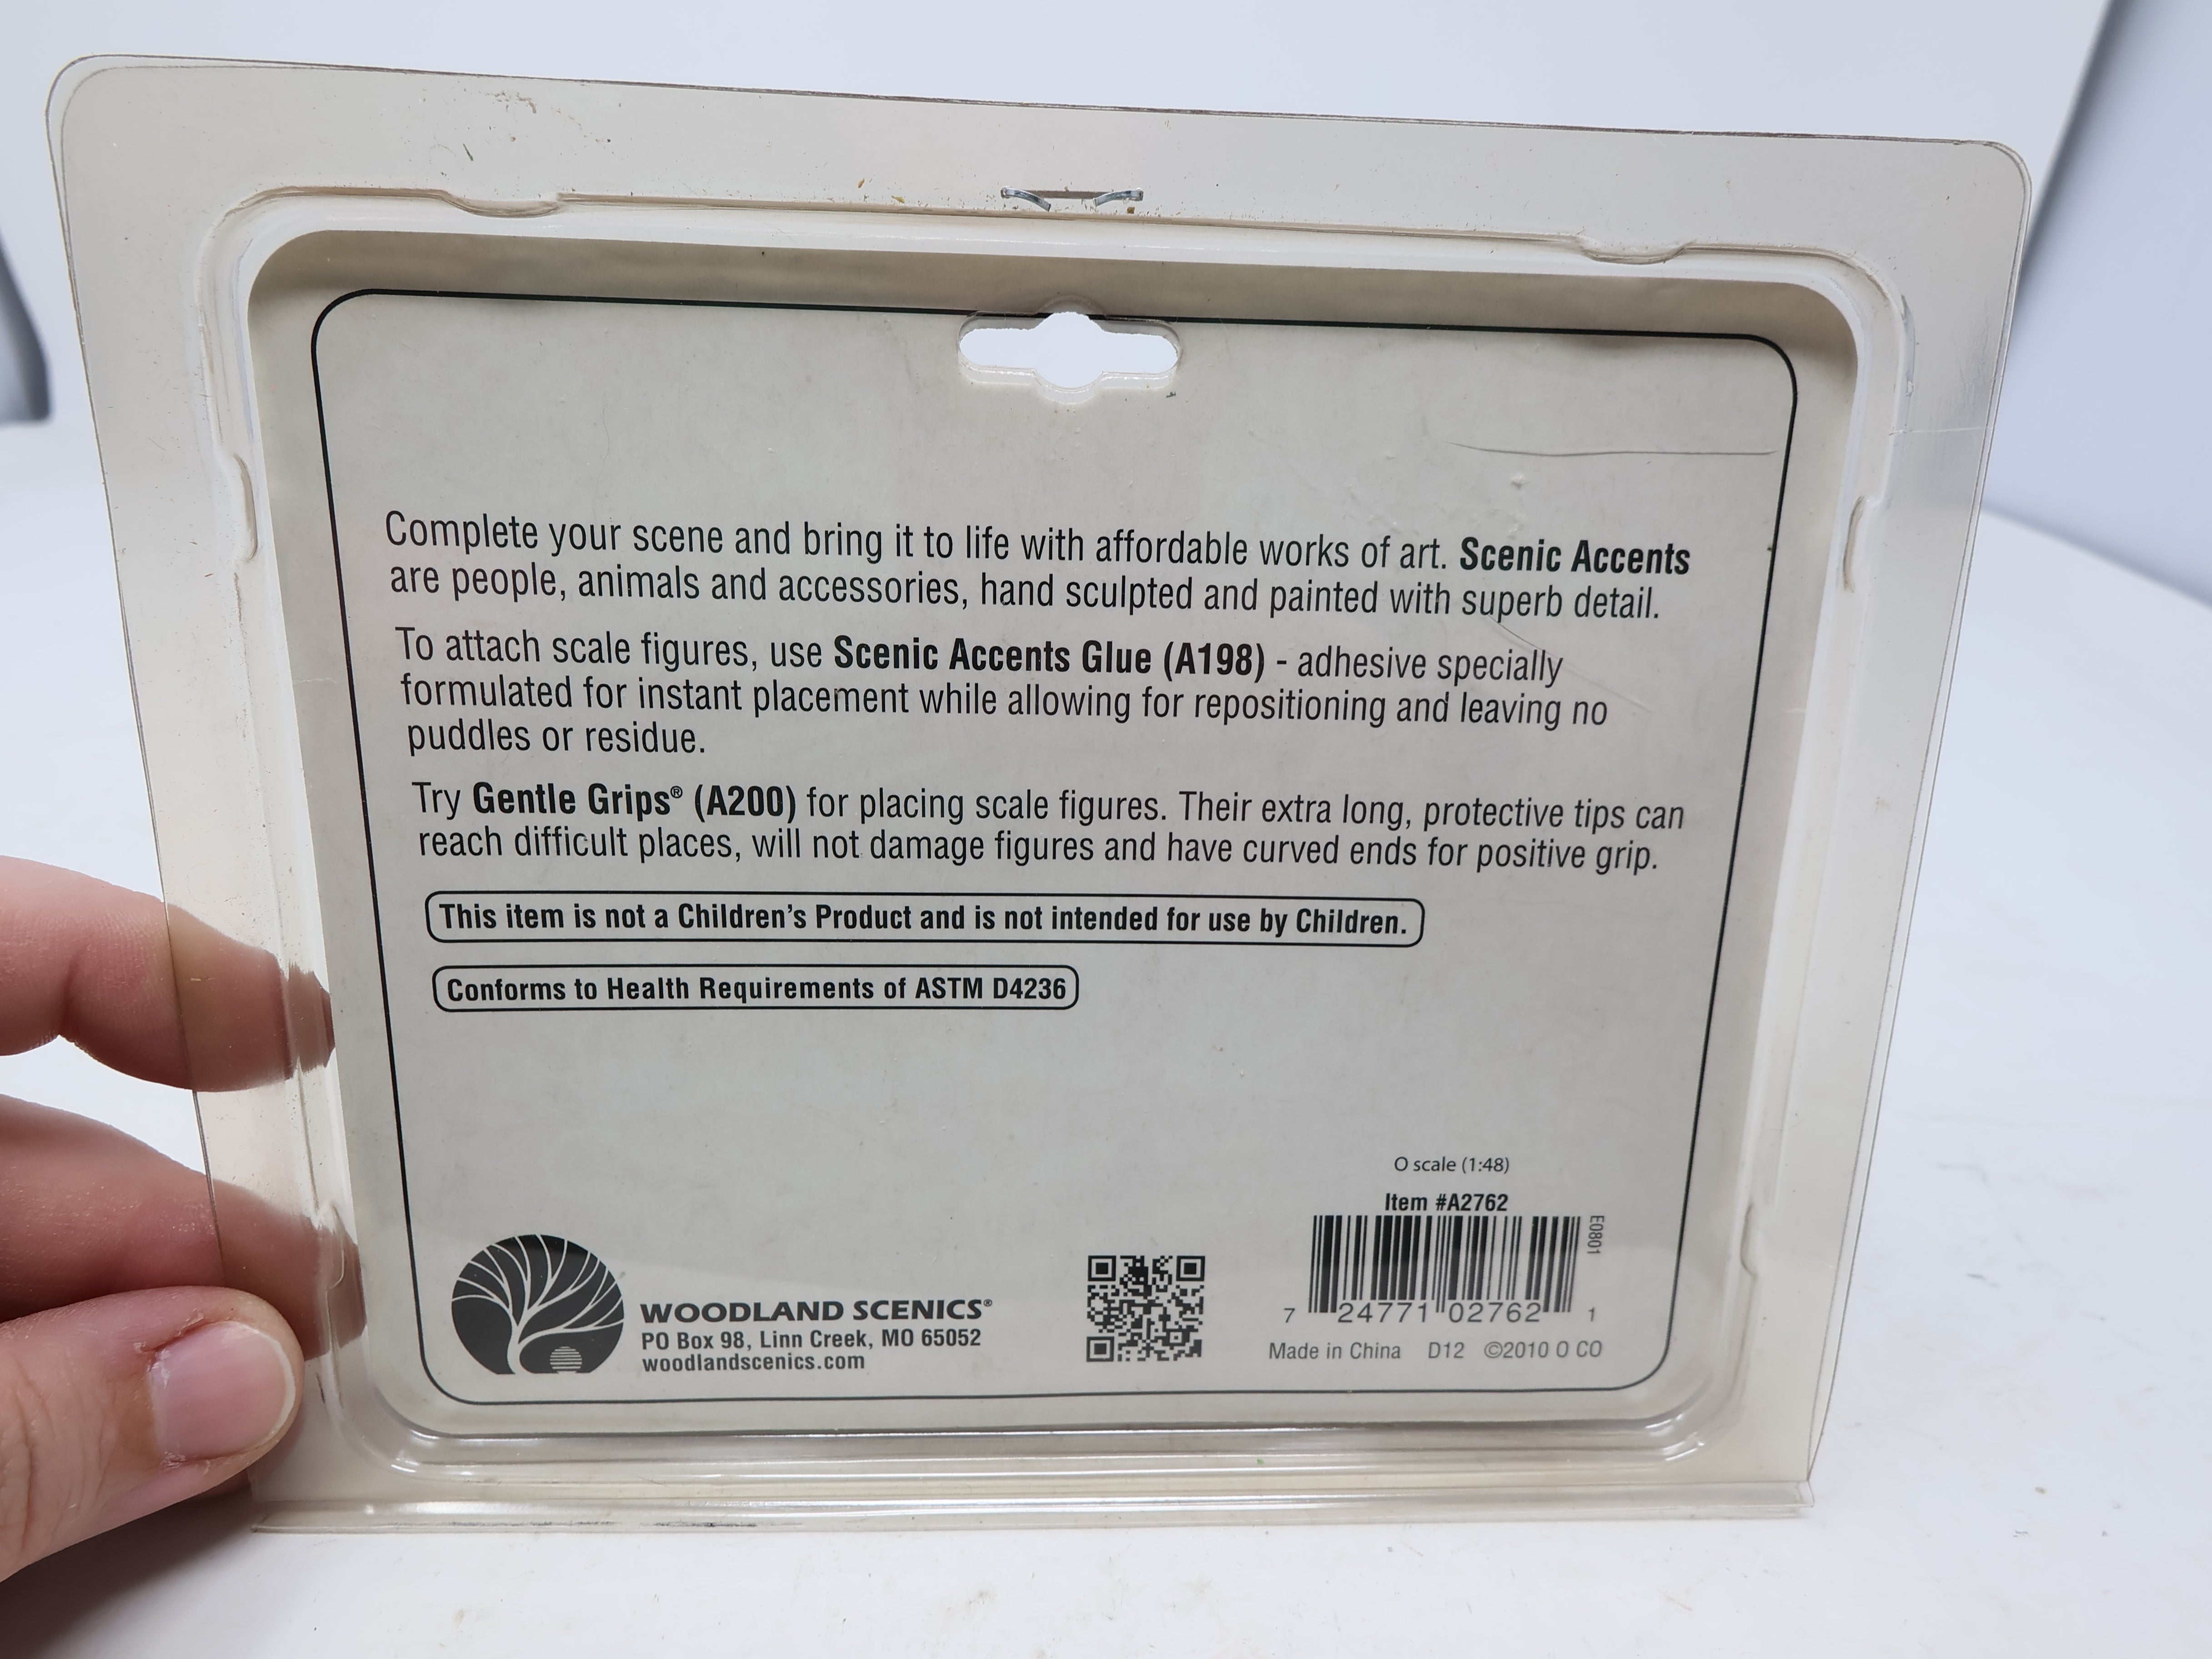 Complete your scene and bring it to life with affordable works of art. Scenic Accents
are people, animals and accessories, hand sculpted and painted with superb detail.
To attach scale figures, use Scenic Accents Glue (A198) - adhesive specially
formulated for instant placement while allowing for repositioning and leaving no
puddles or residue.
Try Gentle Grips® (A200) for placing scale figures. Their extra long, protective tips can
reach difficult places, will not damage figures and have curved ends for positive grip.
This item is not a Children's Product and is not intended for use by Children.
Conforms to Health Requirements of ASTM D4236
O scale (1:48)
Item #A2762
E0801
7 24771 02762 1
Made in China D12 ©2010 O CO
WOODLAND SCENICS®
PO Box 98, Linn Creek, MO 65052
woodlandscenics.com